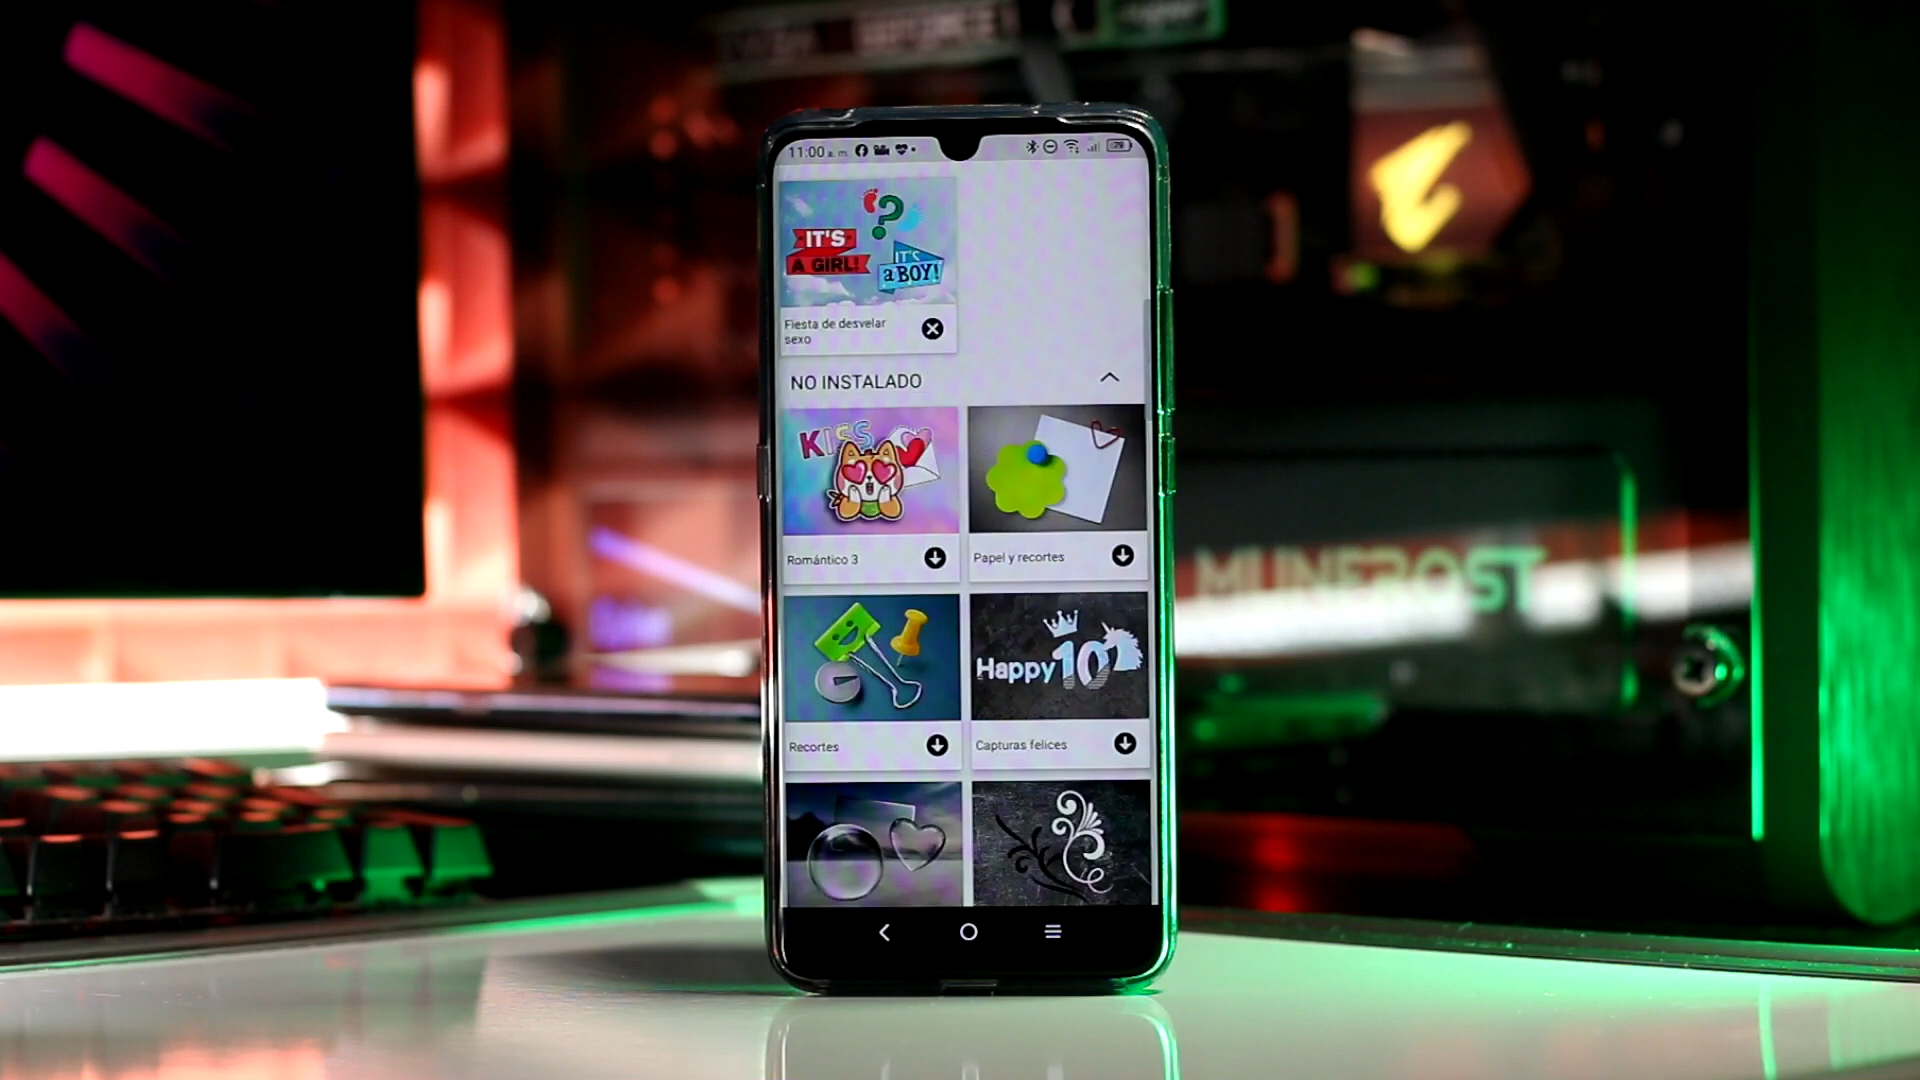 GEFORCE
11:00 a. m.
IT'S
A GIRL!
IT'S
a BOY!
Fiesta de desvelar
sexo
NO INSTALADO
KISS
Romántico 3
Papel y recortes
Happy 10
Recortes
Capturas felices